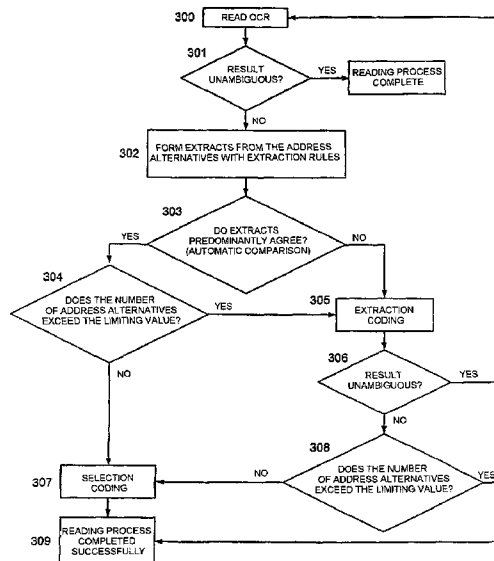 300
READ OCR
301
RESULT
UNAMBIGUOUS?
YES
READING PROCESS
COMPLETE
NO
302
FORM EXTRACTS FROM THE ADDRESS
ALTERNATIVES WITH EXTRACTION RULES
303
YES
DO EXTRACTS
PREDOMINANTLY AGREE?
(AUTOMATIC COMPARISON)
NO
304
DOES THE NUMBER
OF ADDRESS ALTERNATIVES
EXCEED THE LIMITING VALUE?
YES
305
EXTRACTION
CODING
306
RESULT
UNAMBIGUOUS?
YES
NO
NO
308
DOES THE NUMBER
OF ADDRESS ALTERNATIVES
EXCEED THE LIMITING VALUE?
YES
NO
307
SELECTION
CODING
309
READING PROCESS
COMPLETED
SUCCESSFULLY